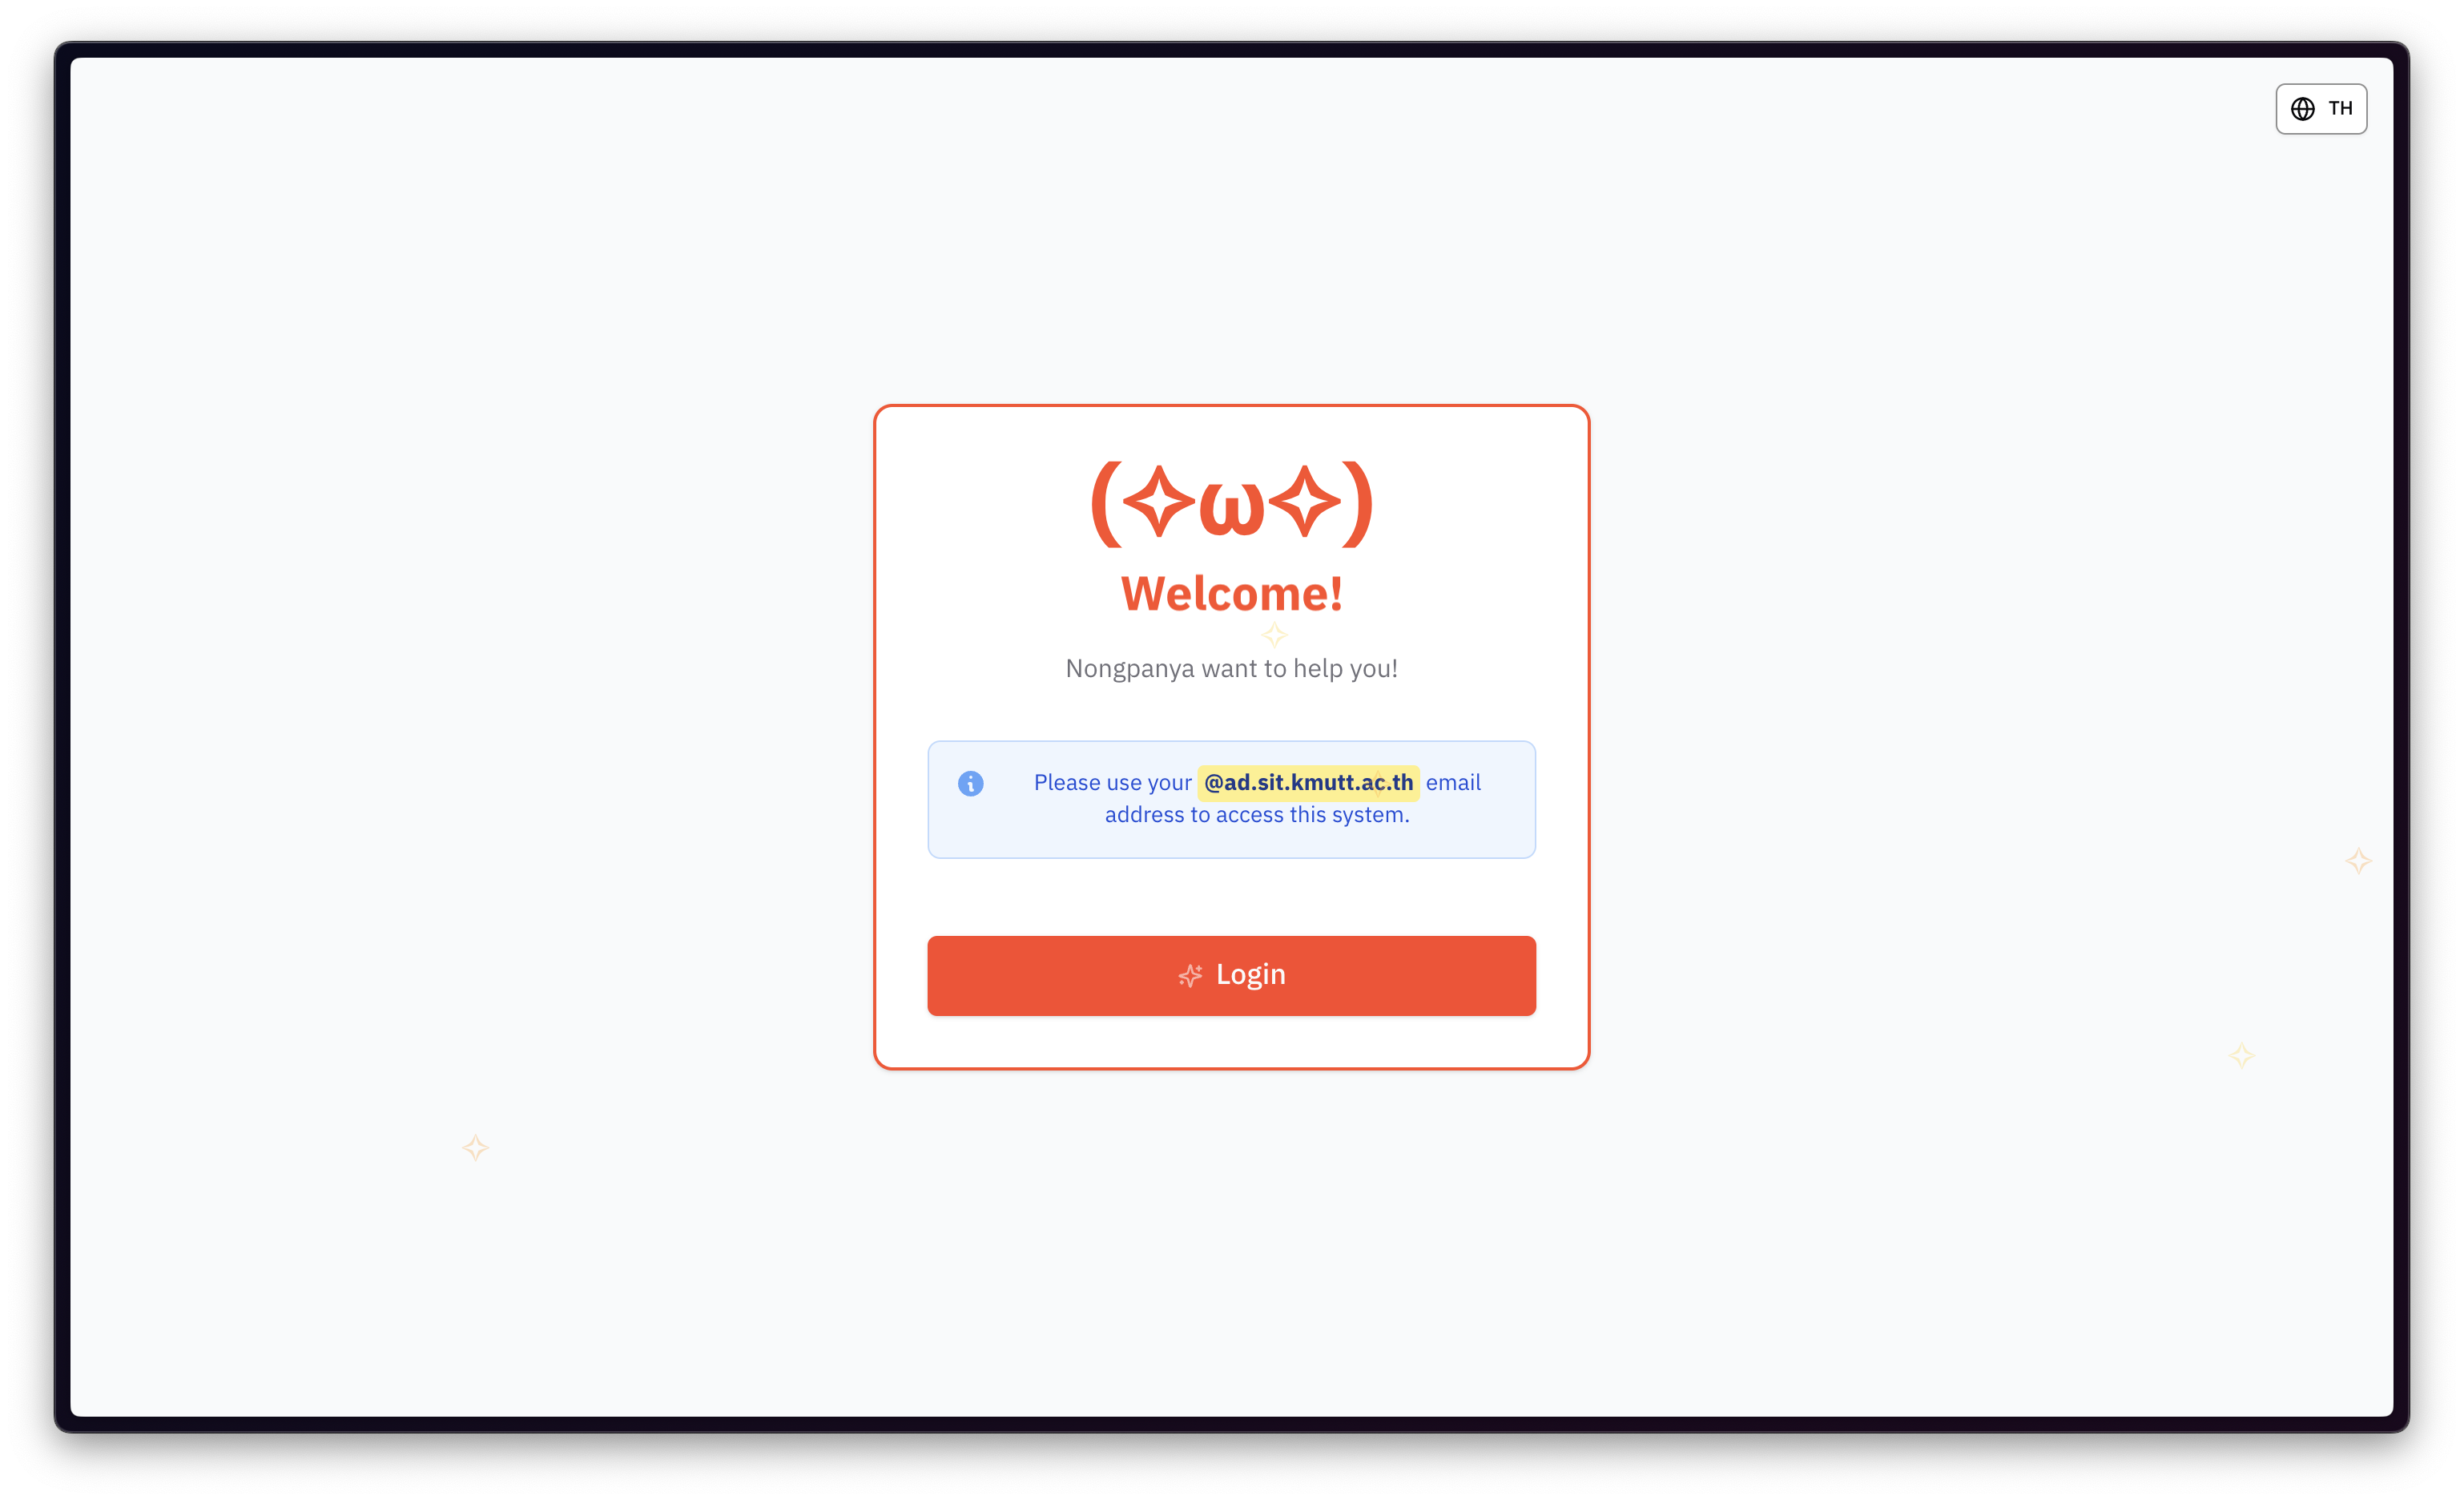 TH
(✧ω✧)
Welcome!
Nongpanya want to help you!
Please use your @ad.sit.kmutt.ac.th email
address to access this system.
Login